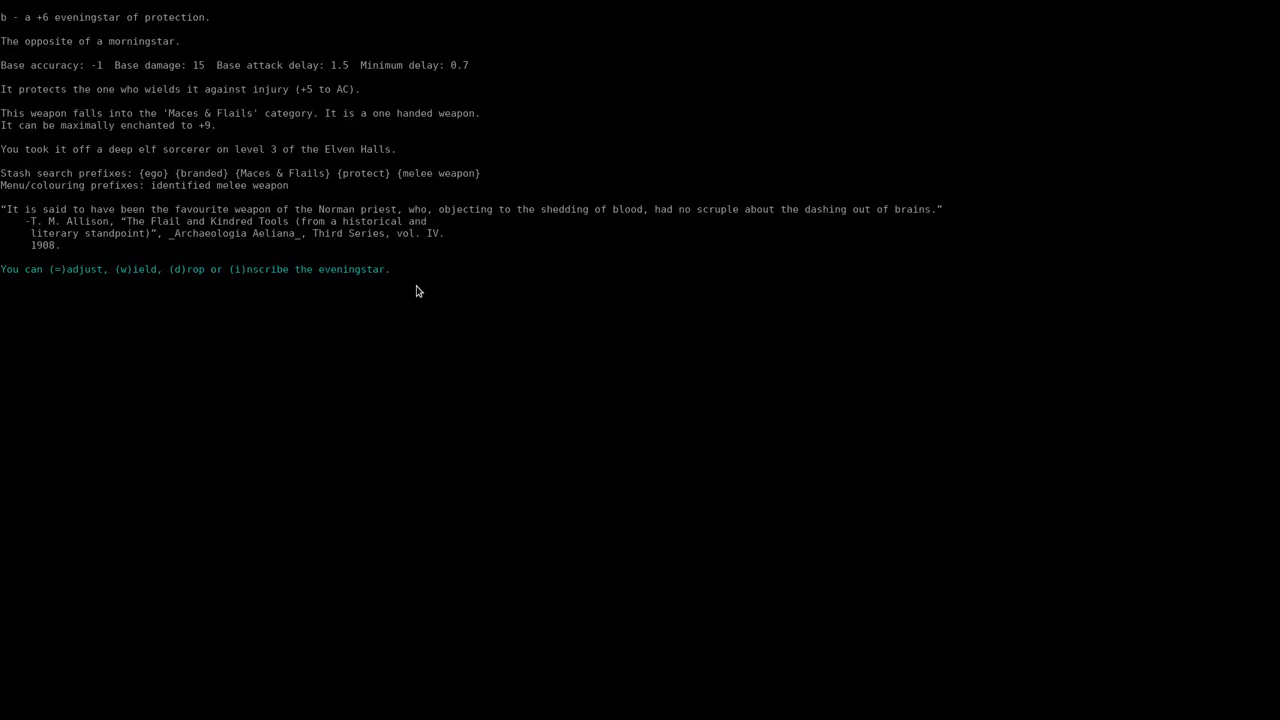 b - a +6 eveningstar of protection.
The opposite of a morningstar.
Base accuracy: -1  Base damage: 15  Base attack delay: 1.5  Minimum delay: 0.7
It protects the one who wields it against injury (+5 to AC).
This weapon falls into the 'Maces & Flails' category. It is a one handed weapon.
It can be maximally enchanted to +9.
You took it off a deep elf sorcerer on level 3 of the Elven Halls.
Stash search prefixes: {ego} {branded} {Maces & Flails} {protect} {melee weapon}
Menu/colouring prefixes: identified melee weapon
“It is said to have been the favourite weapon of the Norman priest, who, objecting to the shedding of blood, had no scruple about the dashing out of brains.”
-T. M. Allison, “The Flail and Kindred Tools (from a historical and
literary standpoint)”, _Archaeologia Aeliana_, Third Series, vol. IV.
1908.
You can (=)adjust, (w)ield, (d)rop or (i)nscribe the eveningstar.